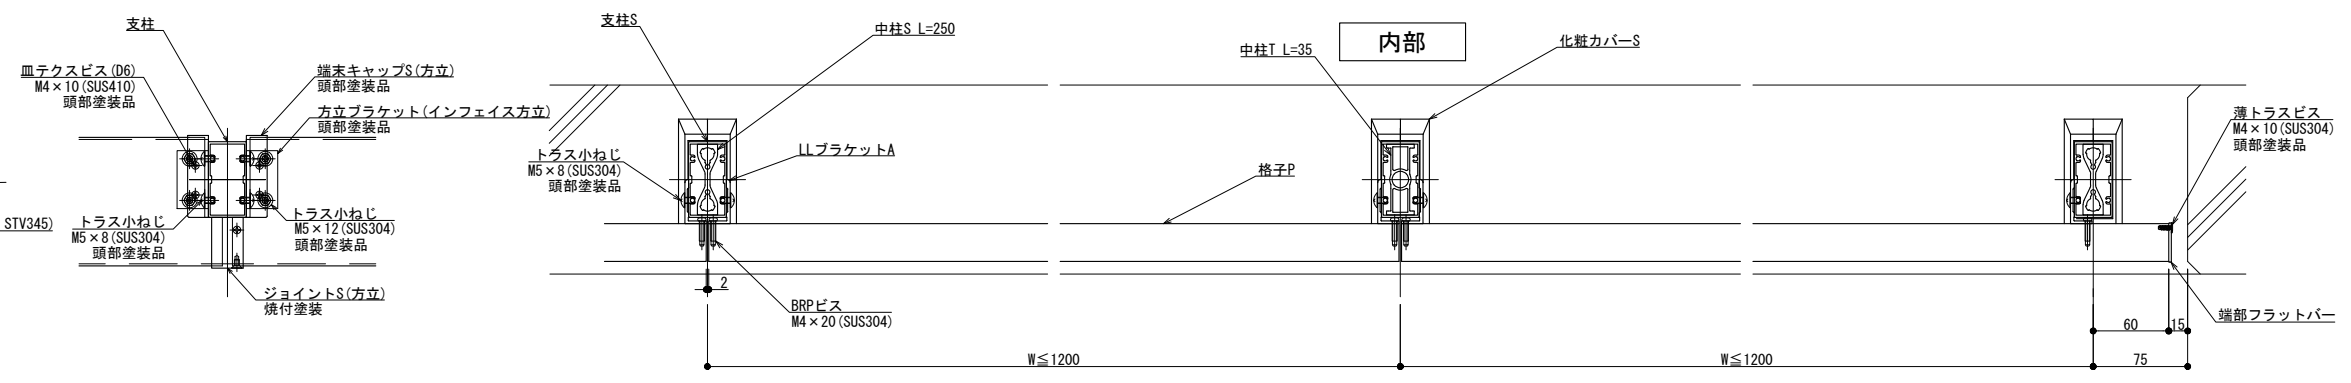 支柱
皿テクスビス(D6)
M4×10(SUS410)
頭部塗装品
端末キャップS(方立)
頭部塗装品
方立ブラケット(インフェイス方立)
頭部塗装品
STV345)
トラス小ねじ
M5×8(SUS304)
頭部塗装品
トラス小ねじ
M5×12(SUS304)
頭部塗装品
ジョイントS(方立)
焼付塗装
支柱S
中柱S L=250
トラス小ねじ
M5×8(SUS304)
頭部塗装品
LLブラケットA
2
BRPビス
M4×20(SUS304)
内部
中柱T L=35
化粧カバーS
格子P
薄トラスビス
M4×10(SUS304)
頭部塗装品
端部フラットバー
60
15
W≦1200
W≦1200
75